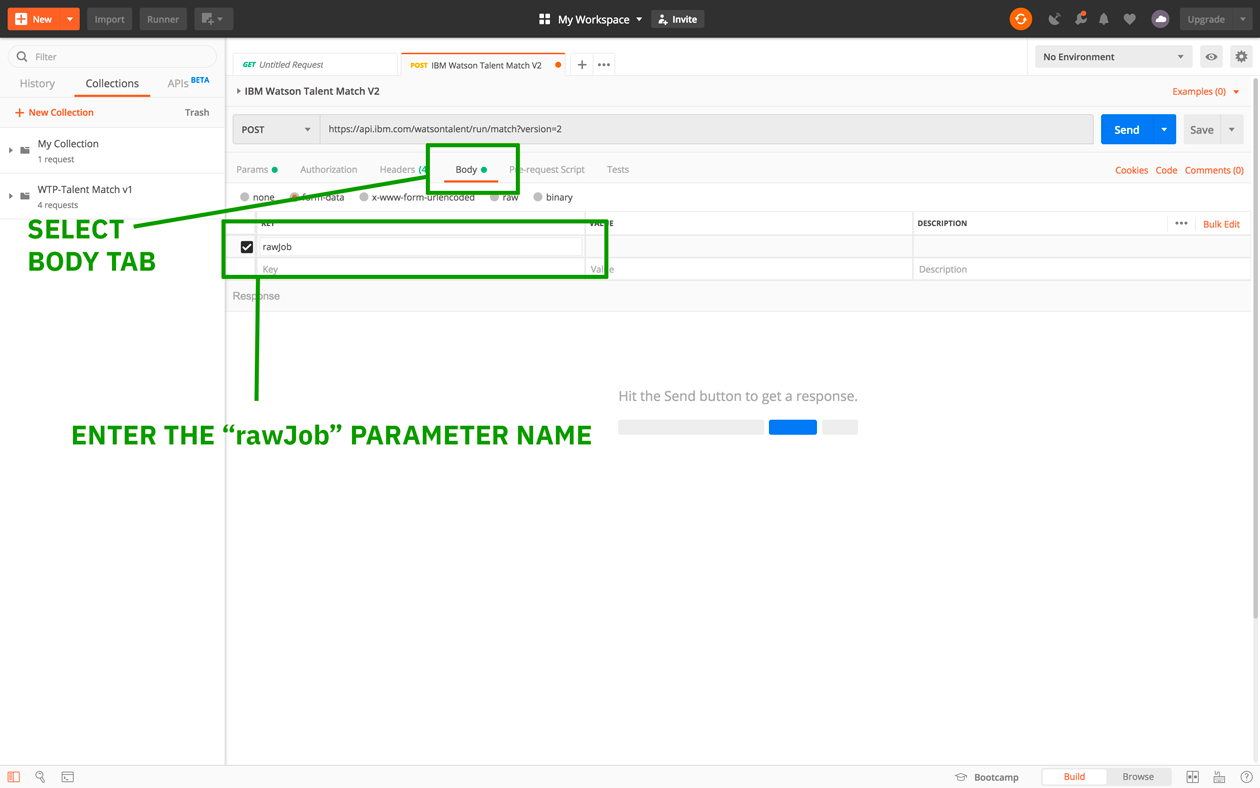 New
Import
Runner
My Workspace
Invite
Upgrade
Filter
History
Collections
APIs BETA
New Collection
Trash
My Collection
1 request
WTP-Talent Match v1
4 requests
GET Untitled Request
POST IBM Watson Talent Match V2
No Environment
IBM Watson Talent Match V2
Examples (0)
POST
https://api.ibm.com/watsontalent/run/match?version=2
Send
Save
Params
Authorization
Headers (4
Body
Pre-request Script
Tests
Cookies
Code
Comments (0)
none
form-data
x-www-form-urlencoded
raw
binary
KEY
VALUE
DESCRIPTION
Bulk Edit
rawJob
Key
Value
Description
Response
SELECT
BODY TAB
Hit the Send button to get a response.
ENTER THE “rawJob” PARAMETER NAME
Bootcamp
Build
Browse